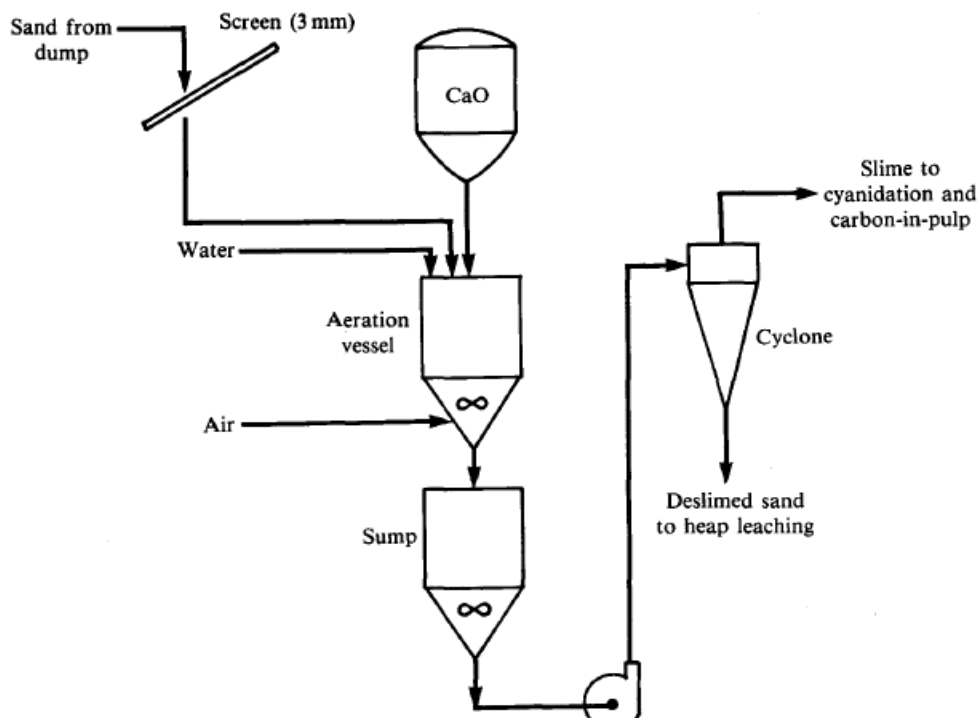 Sand from
dump
Screen (3 mm)
CaO
Slime to
cyanidation and
carbon-in-pulp
Water
Aeration
vessel
Cyclone
Air
Deslimed sand
to heap leaching
Sump